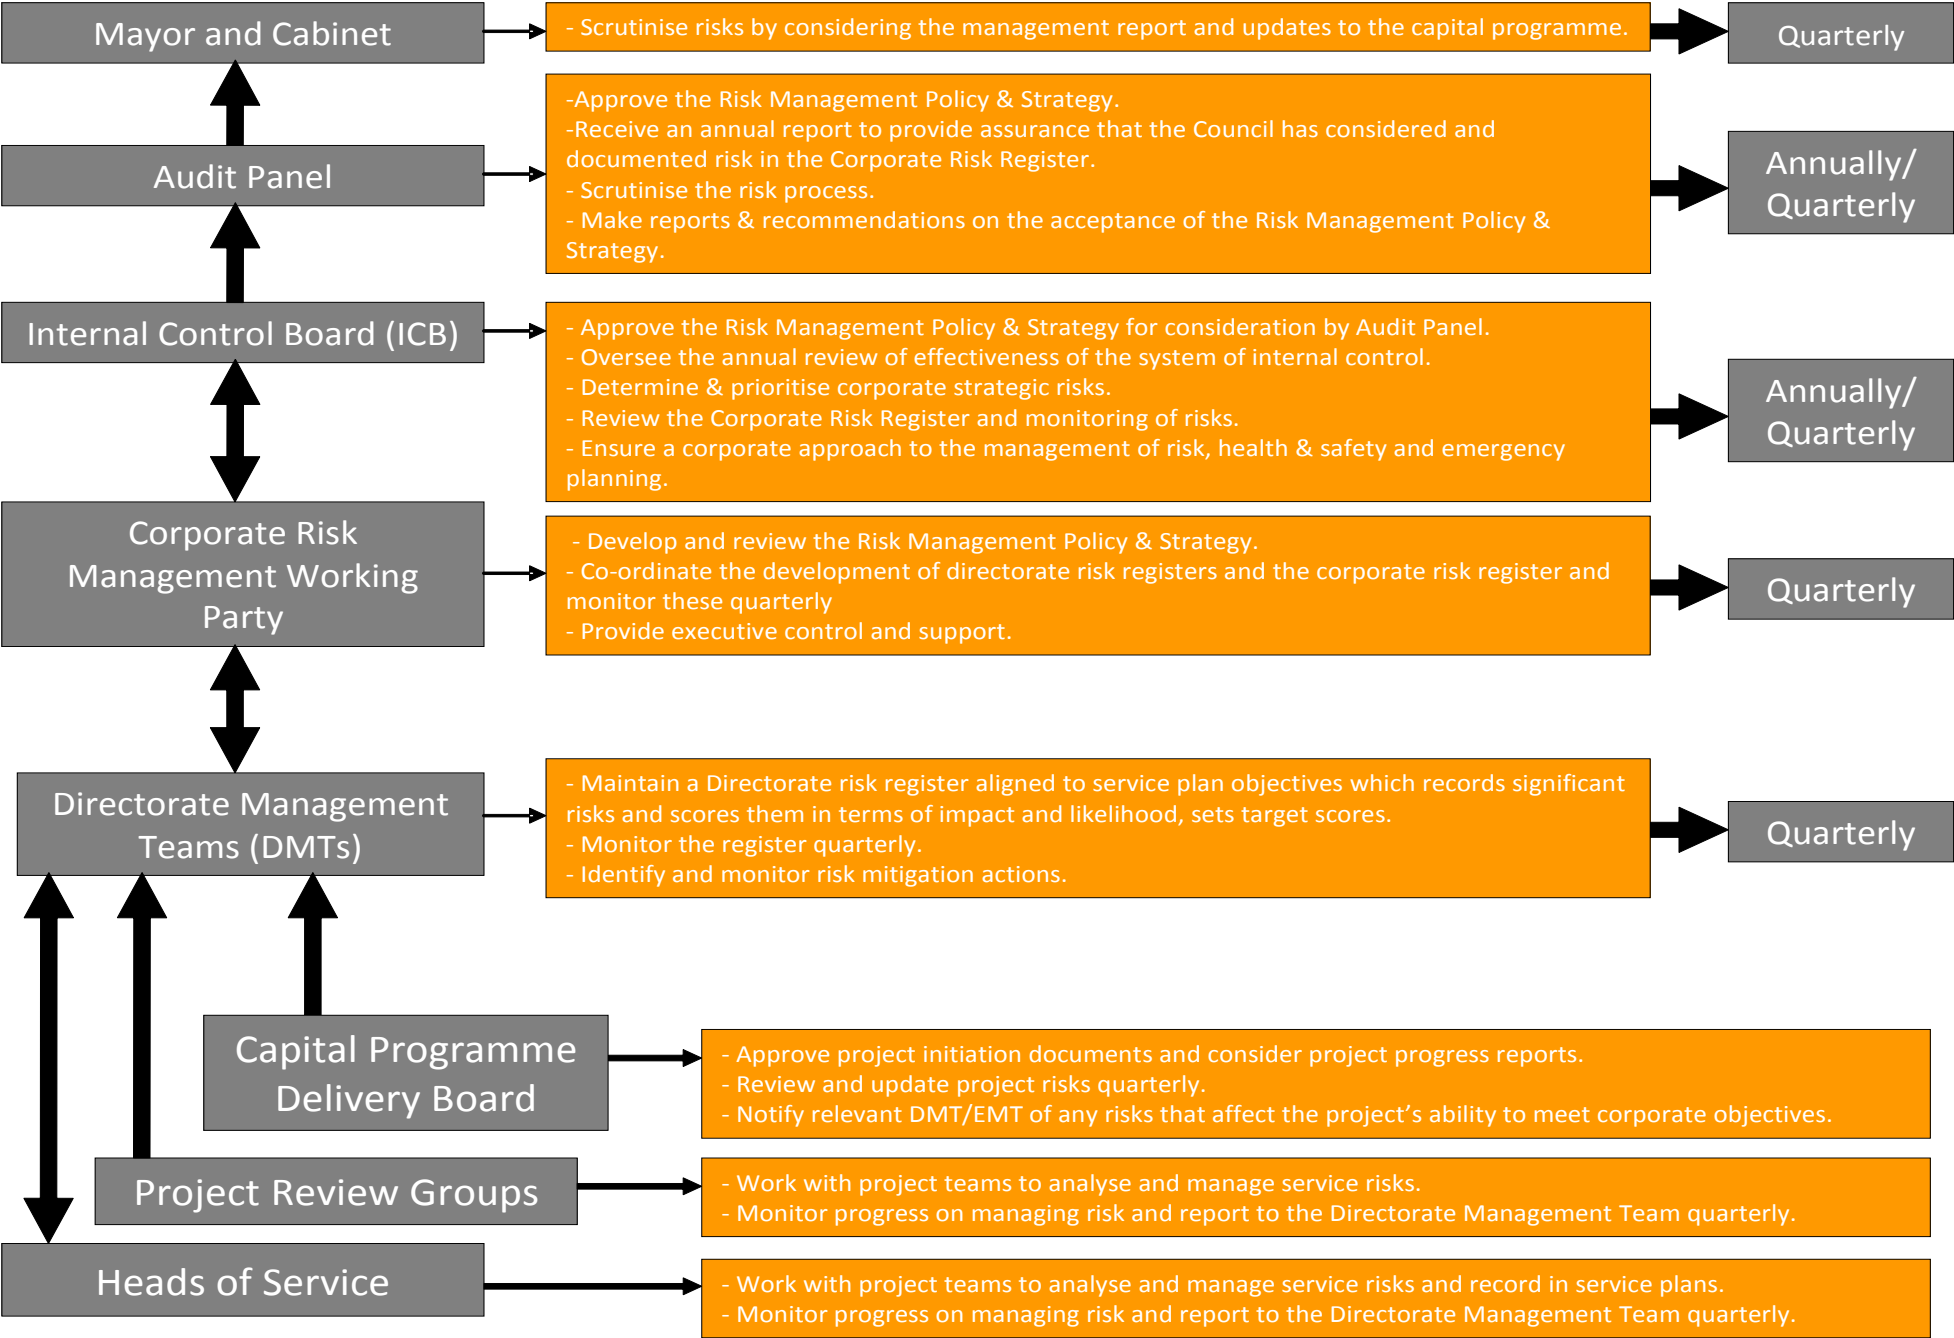 Mayor and Cabinet
- Scrutinise risks by considering the management report and updates to the capital programme.
Quarterly
Audit Panel
-Approve the Risk Management Policy & Strategy.
-Receive an annual report to provide assurance that the Council has considered and
documented risk in the Corporate Risk Register.
- Scrutinise the risk process.
- Make reports & recommendations on the acceptance of the Risk Management Policy &
Strategy.
Annually/
Quarterly
Internal Control Board (ICB)
- Approve the Risk Management Policy & Strategy for consideration by Audit Panel.
- Oversee the annual review of effectiveness of the system of internal control.
- Determine & prioritise corporate strategic risks.
- Review the Corporate Risk Register and monitoring of risks.
- Ensure a corporate approach to the management of risk, health & safety and emergency
planning.
Annually/
Quarterly
Corporate Risk
Management Working
Party
- Develop and review the Risk Management Policy & Strategy.
- Co-ordinate the development of directorate risk registers and the corporate risk register and
monitor these quarterly
- Provide executive control and support.
Quarterly
Directorate Management
Teams (DMTs)
- Maintain a Directorate risk register aligned to service plan objectives which records significant
risks and scores them in terms of impact and likelihood, sets target scores.
- Monitor the register quarterly.
- Identify and monitor risk mitigation actions.
Quarterly
Capital Programme
Delivery Board
- Approve project initiation documents and consider project progress reports.
- Review and update project risks quarterly.
- Notify relevant DMT/EMT of any risks that affect the project’s ability to meet corporate objectives.
Project Review Groups
- Work with project teams to analyse and manage service risks.
- Monitor progress on managing risk and report to the Directorate Management Team quarterly.
Heads of Service
- Work with project teams to analyse and manage service risks and record in service plans.
- Monitor progress on managing risk and report to the Directorate Management Team quarterly.